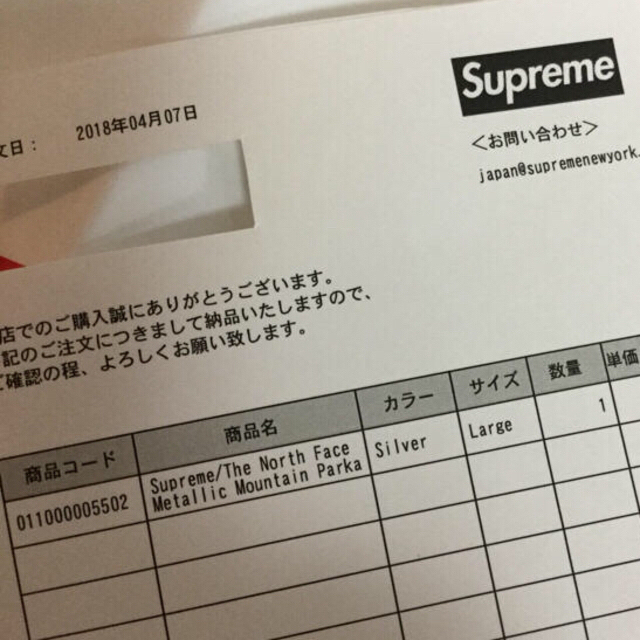 Supreme
文日： 2018年04月07日
＜お問い合わせ＞
japan@supremenewyork.
店でのご購入誠にありがとうございます。
記のご注文につきまして納品いたしますので、
ご確認の程、よろしくお願い致します。
商品コード 商品名 カラー サイズ 数量 単価
011000005502 Supreme/The North Face Silver Large 1
Metallic Mountain Parka